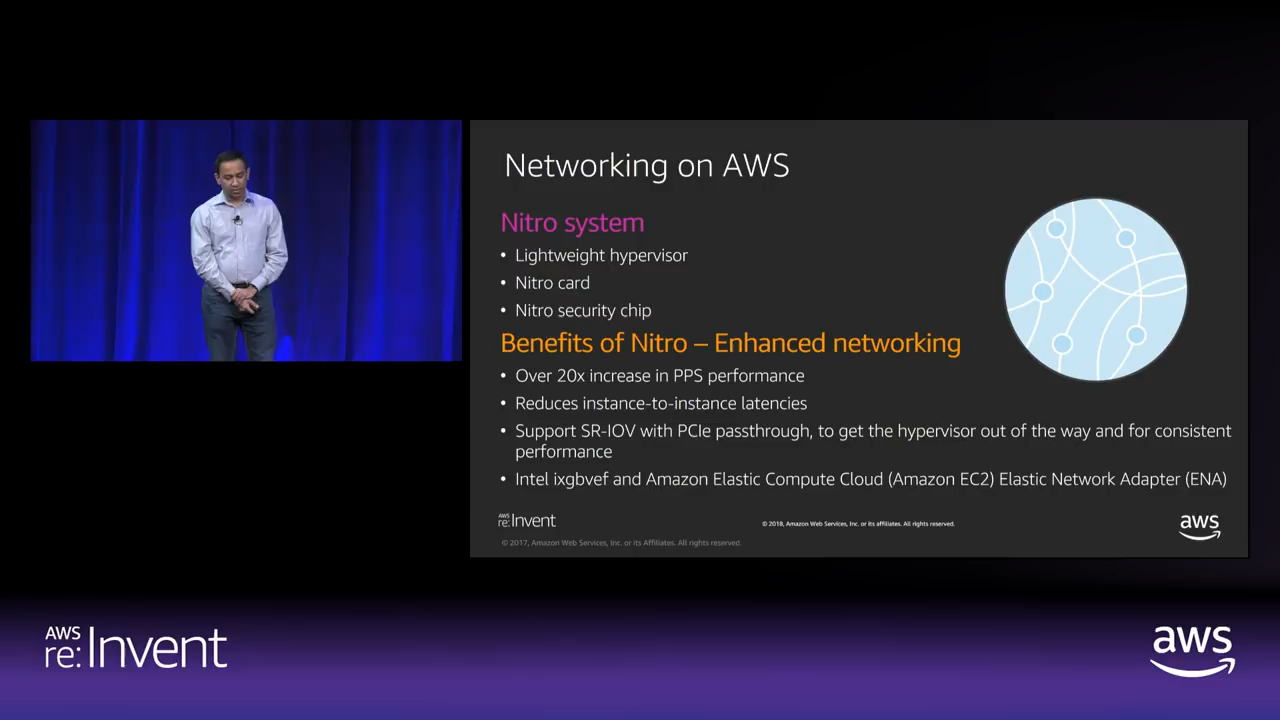 Networking on AWS
Nitro system
• Lightweight hypervisor
• Nitro card
• Nitro security chip
Benefits of Nitro – Enhanced networking
• Over 20x increase in PPS performance
• Reduces instance-to-instance latencies
• Support SR-IOV with PCIe passthrough, to get the hypervisor out of the way and for consistent
performance
• Intel ixgbvef and Amazon Elastic Compute Cloud (Amazon EC2) Elastic Network Adapter (ENA)
AWS
re:Invent
© 2018, Amazon Web Services, Inc. or its affiliates. All rights reserved.
aws
© 2017, Amazon Web Services, Inc. or its Affiliates. All rights reserved.
AWS
re:Invent
aws